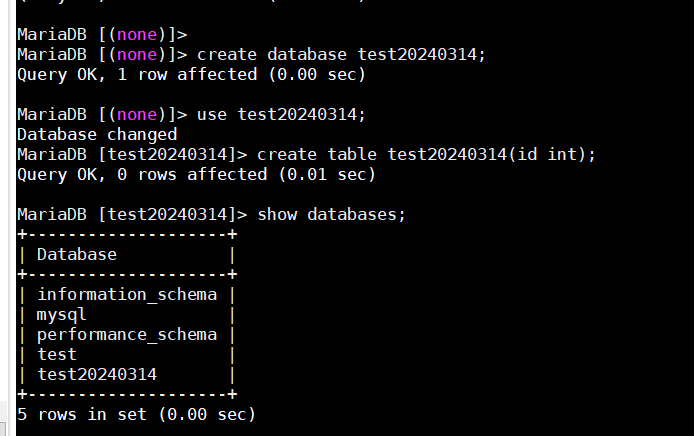 MariaDB [(none)]>
MariaDB [(none)]> create database test20240314;
Query OK, 1 row affected (0.00 sec)
MariaDB [(none)]> use test20240314;
Database changed
MariaDB [test20240314]> create table test20240314(id int);
Query OK, 0 rows affected (0.01 sec)
MariaDB [test20240314]> show databases;
+--------------------+
| Database           |
+--------------------+
| information_schema |
| mysql              |
| performance_schema |
| test               |
| test20240314       |
+--------------------+
5 rows in set (0.00 sec)